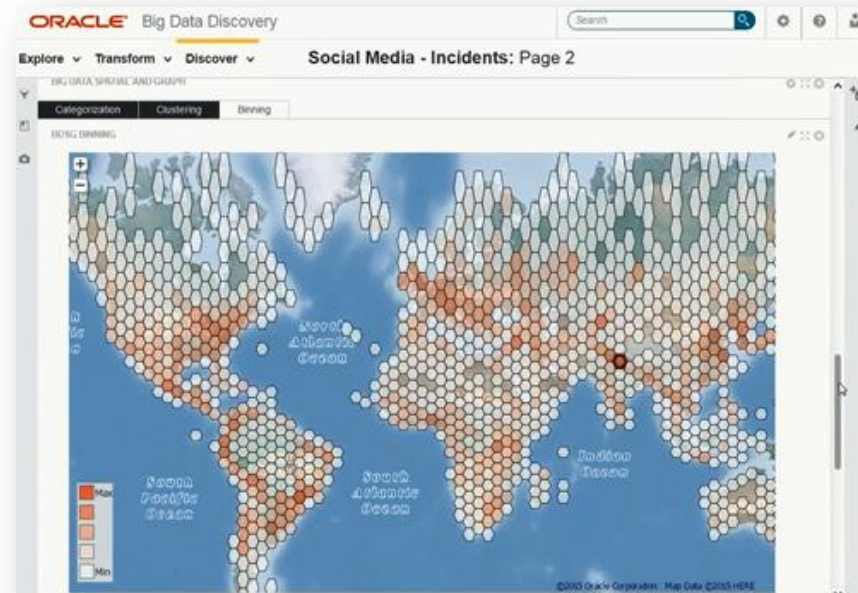 ORACLE® Big Data Discovery
Search
Explore Transform Discover
Social Media - Incidents: Page 2
BIG DATA SPATIAL AND GRAPH
Categorization Clustering Binning
BDSG BINNING
+
−
North
Atlantic
Ocean
Indian
Ocean
South
Pacific
Ocean
South
Atlantic
Ocean
Max
Min
©2015 Oracle Corporation Map Data ©2015 HERE